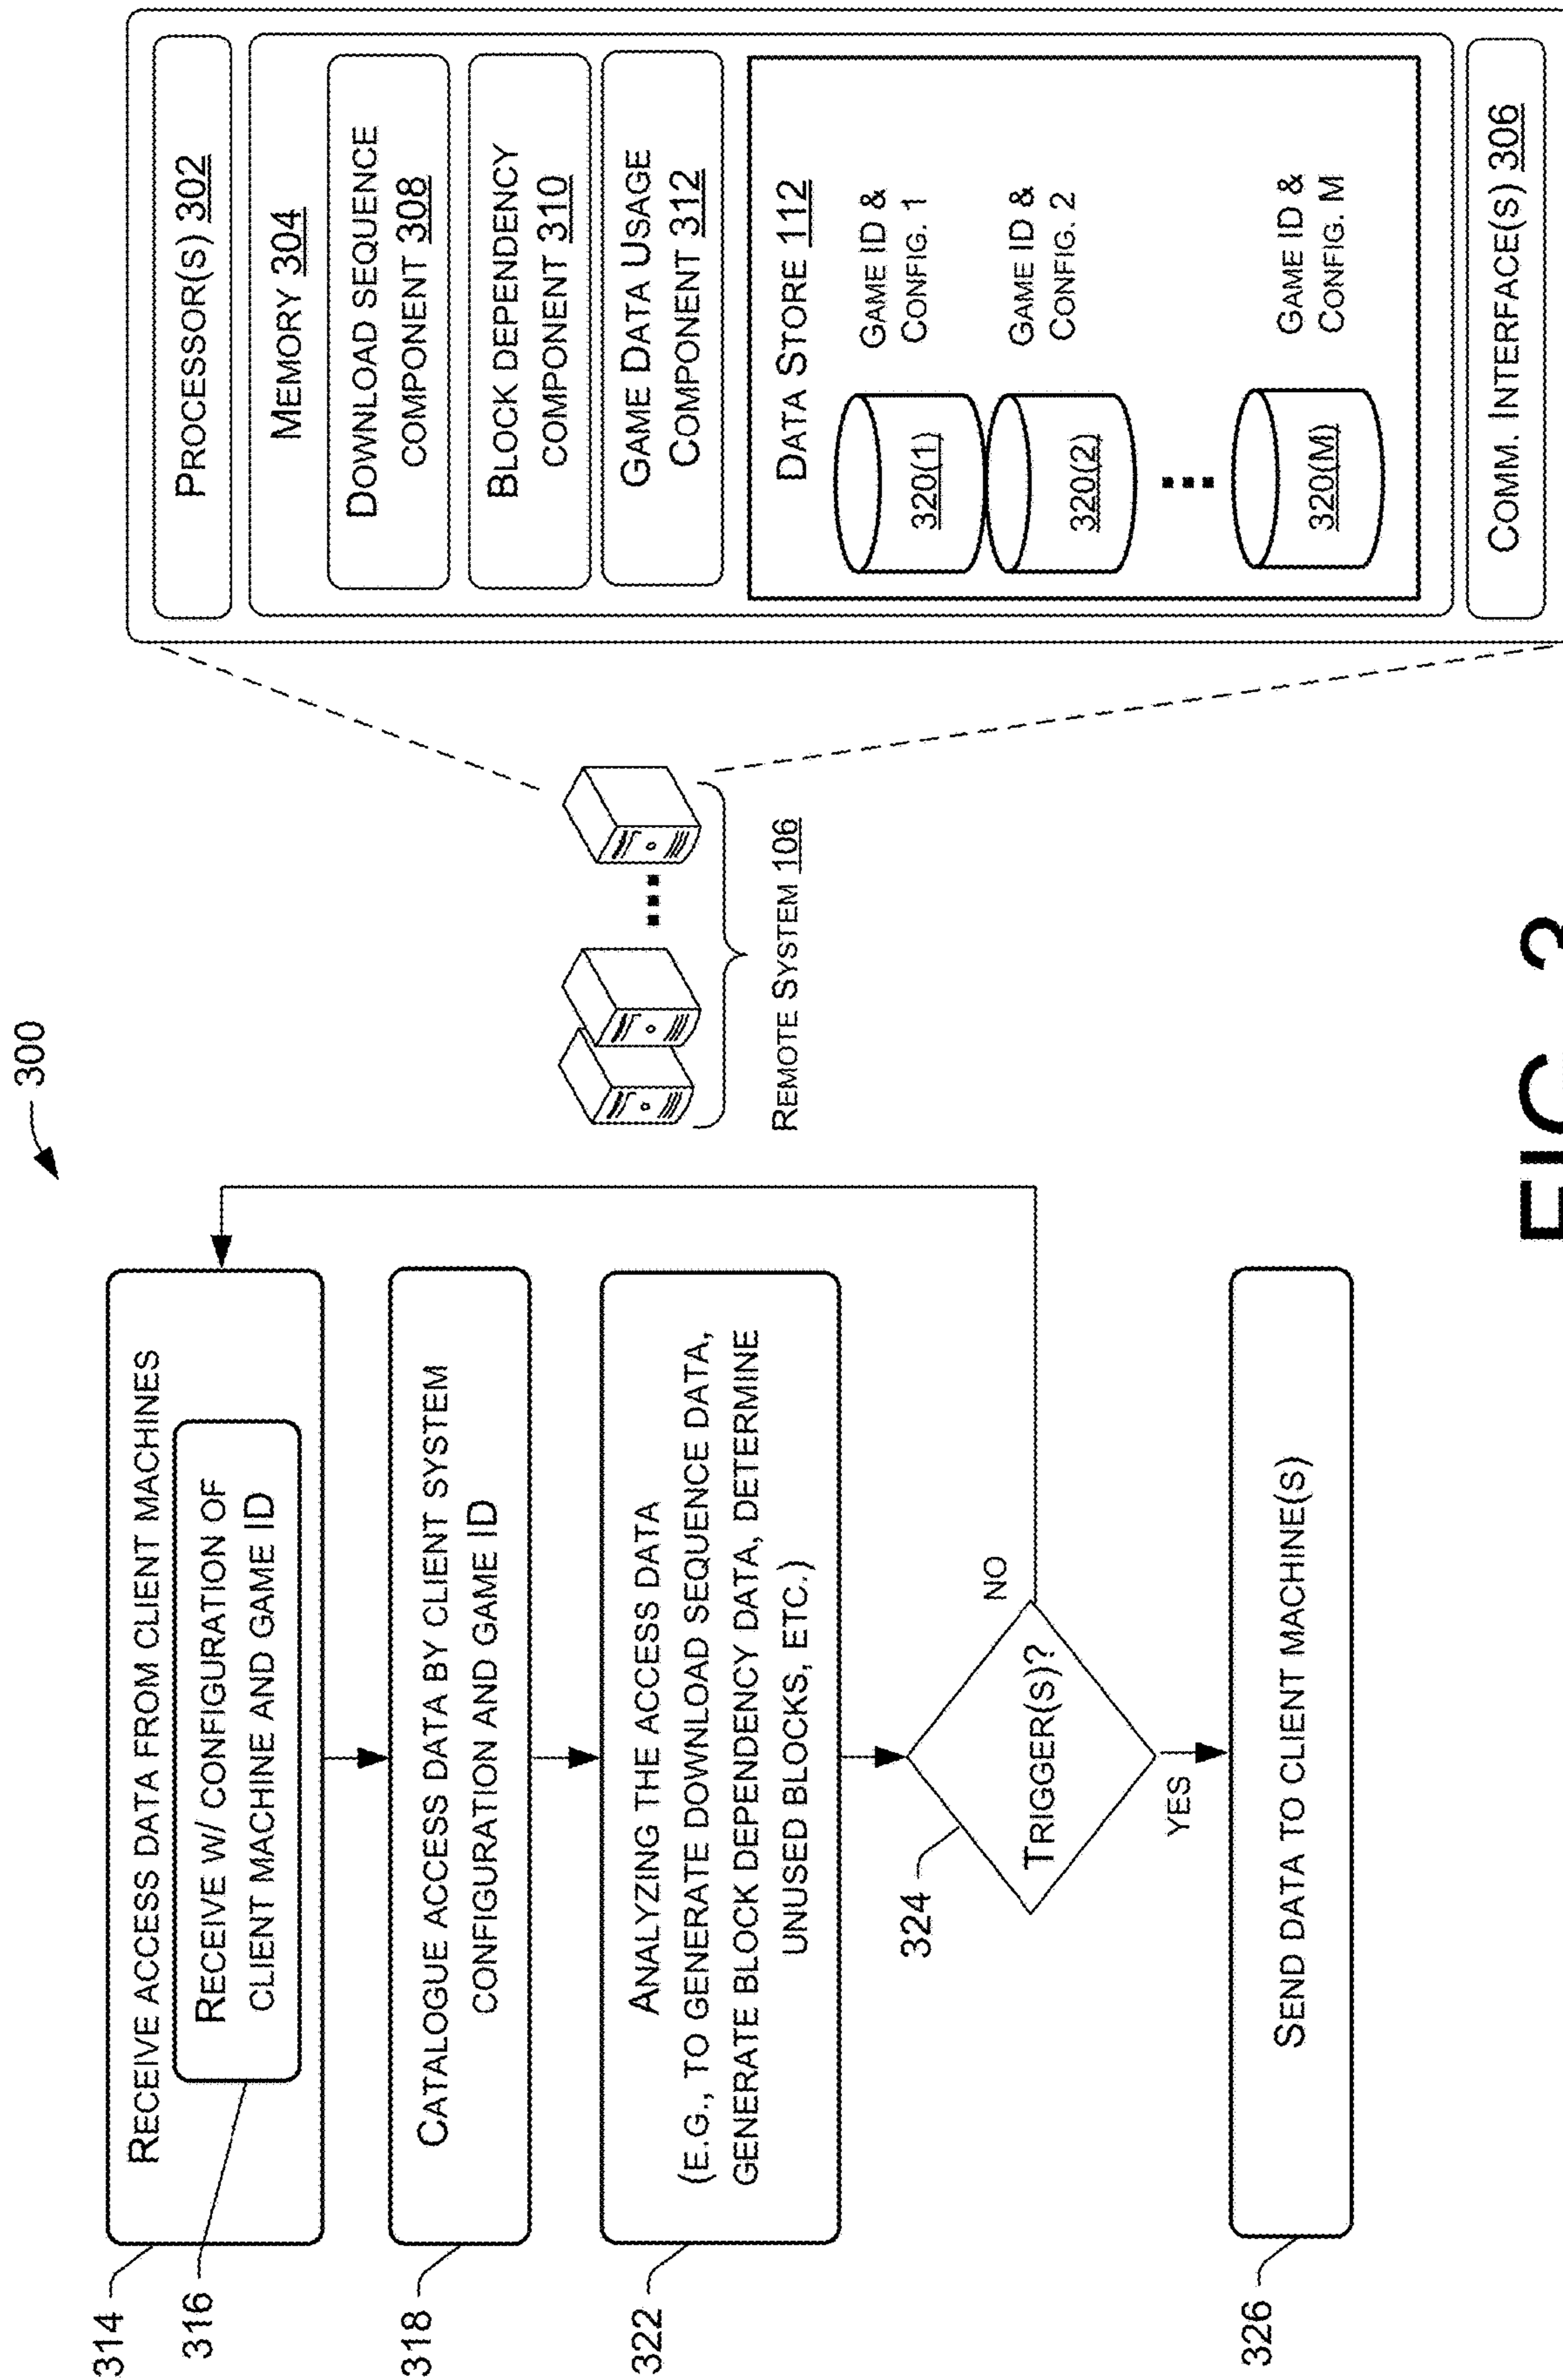 300
314
RECEIVE ACCESS DATA FROM CLIENT MACHINES
316
RECEIVE W/ CONFIGURATION OF
CLIENT MACHINE AND GAME ID
318
CATALOGUE ACCESS DATA BY CLIENT SYSTEM
CONFIGURATION AND GAME ID
322
ANALYZING THE ACCESS DATA
(E.G., TO GENERATE DOWNLOAD SEQUENCE DATA,
GENERATE BLOCK DEPENDENCY DATA, DETERMINE
UNUSED BLOCKS, ETC.)
324
TRIGGER(S)?
NO
YES
326
SEND DATA TO CLIENT MACHINE(S)
REMOTE SYSTEM 106
PROCESSOR(S) 302
MEMORY 304
DOWNLOAD SEQUENCE
COMPONENT 308
BLOCK DEPENDENCY
COMPONENT 310
GAME DATA USAGE
COMPONENT 312
DATA STORE 112
320(1)
GAME ID &
CONFIG. 1
320(2)
GAME ID &
CONFIG. 2
320(M)
GAME ID &
CONFIG. M
COMM. INTERFACE(S) 306
FIG. 3